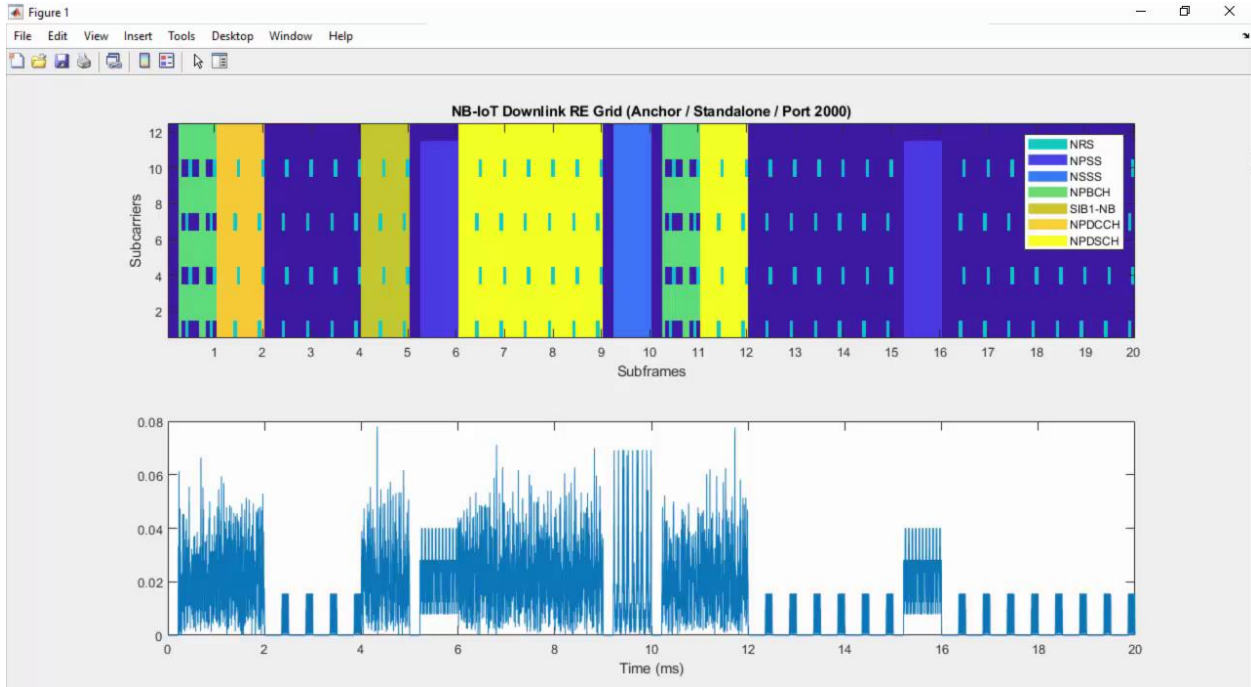 Figure 1
File Edit View Insert Tools Desktop Window Help
NB-IoT Downlink RE Grid (Anchor / Standalone / Port 2000)
12
10
8
6
4
2
Subcarriers
NRS
NPSS
NSSS
NPBCH
SIB1-NB
NPDCCH
NPDSCH
1 2 3 4 5 6 7 8 9 10 11 12 13 14 15 16 17 18 19 20
Subframes
0.08
0.06
0.04
0.02
0
0 2 4 6 8 10 12 14 16 18 20
Time (ms)